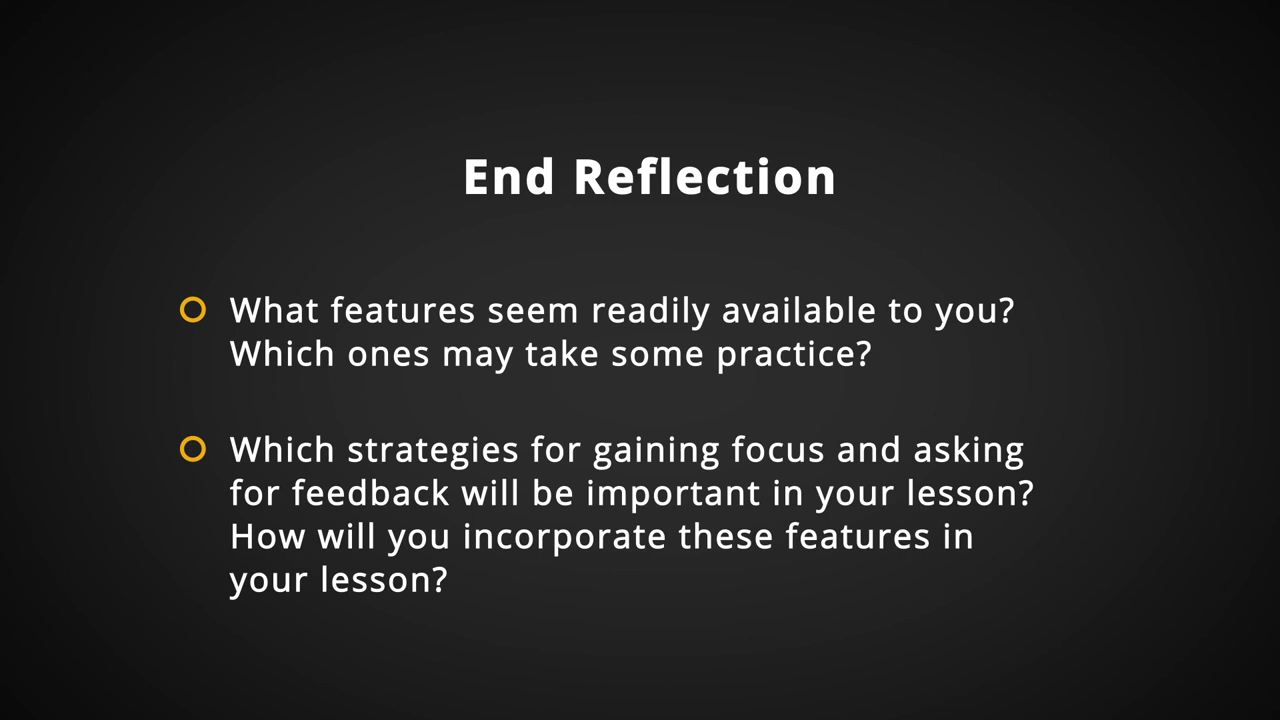 End Reflection
What features seem readily available to you?
Which ones may take some practice?
Which strategies for gaining focus and asking
for feedback will be important in your lesson?
How will you incorporate these features in
your lesson?